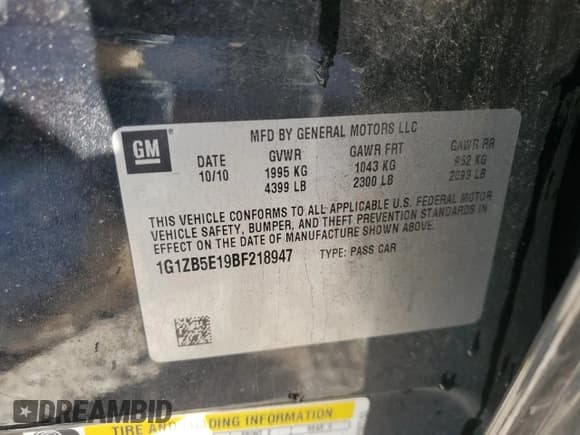 MFD BY GENERAL MOTORS LLC
GM
DATE GVWR GAWR FRT GAWR RR
10/10 1995 KG 1043 KG 952 KG
4399 LB 2300 LB 2099 LB
THIS VEHICLE CONFORMS TO ALL APPLICABLE U.S. FEDERAL MOTOR
VEHICLE SAFETY, BUMPER, AND THEFT PREVENTION STANDARDS IN
EFFECT ON THE DATE OF MANUFACTURE SHOWN ABOVE.
1G1ZB5E19BF218947 TYPE: PASS CAR
DREAMBID
TIRE AND LOADING INFORMATION